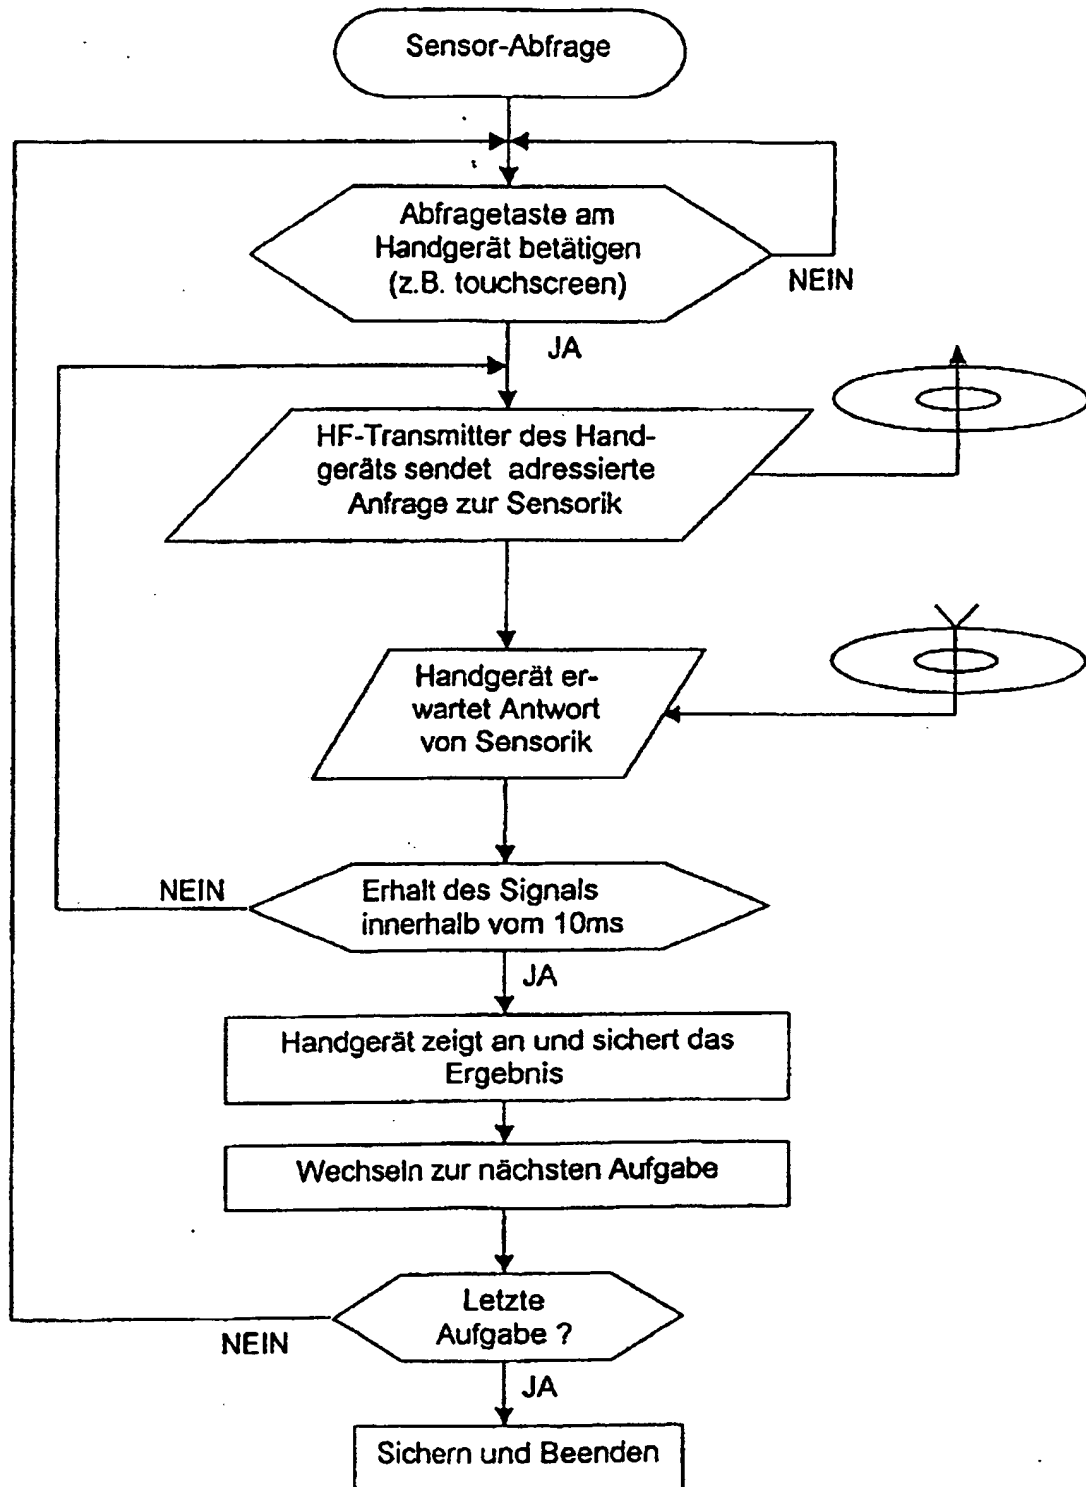 Sensor-Abfrage
Abfragetaste am
Handgerät betätigen
(z.B. touchscreen)
NEIN
JA
HF-Transmitter des Hand-
geräts sendet adressierte
Anfrage zur Sensorik
Handgerät er-
wartet Antwort
von Sensorik
NEIN
Erhalt des Signals
innerhalb vom 10ms
JA
Handgerät zeigt an und sichert das
Ergebnis
Wechseln zur nächsten Aufgabe
Letzte
Aufgabe ?
NEIN
JA
Sichern und Beenden